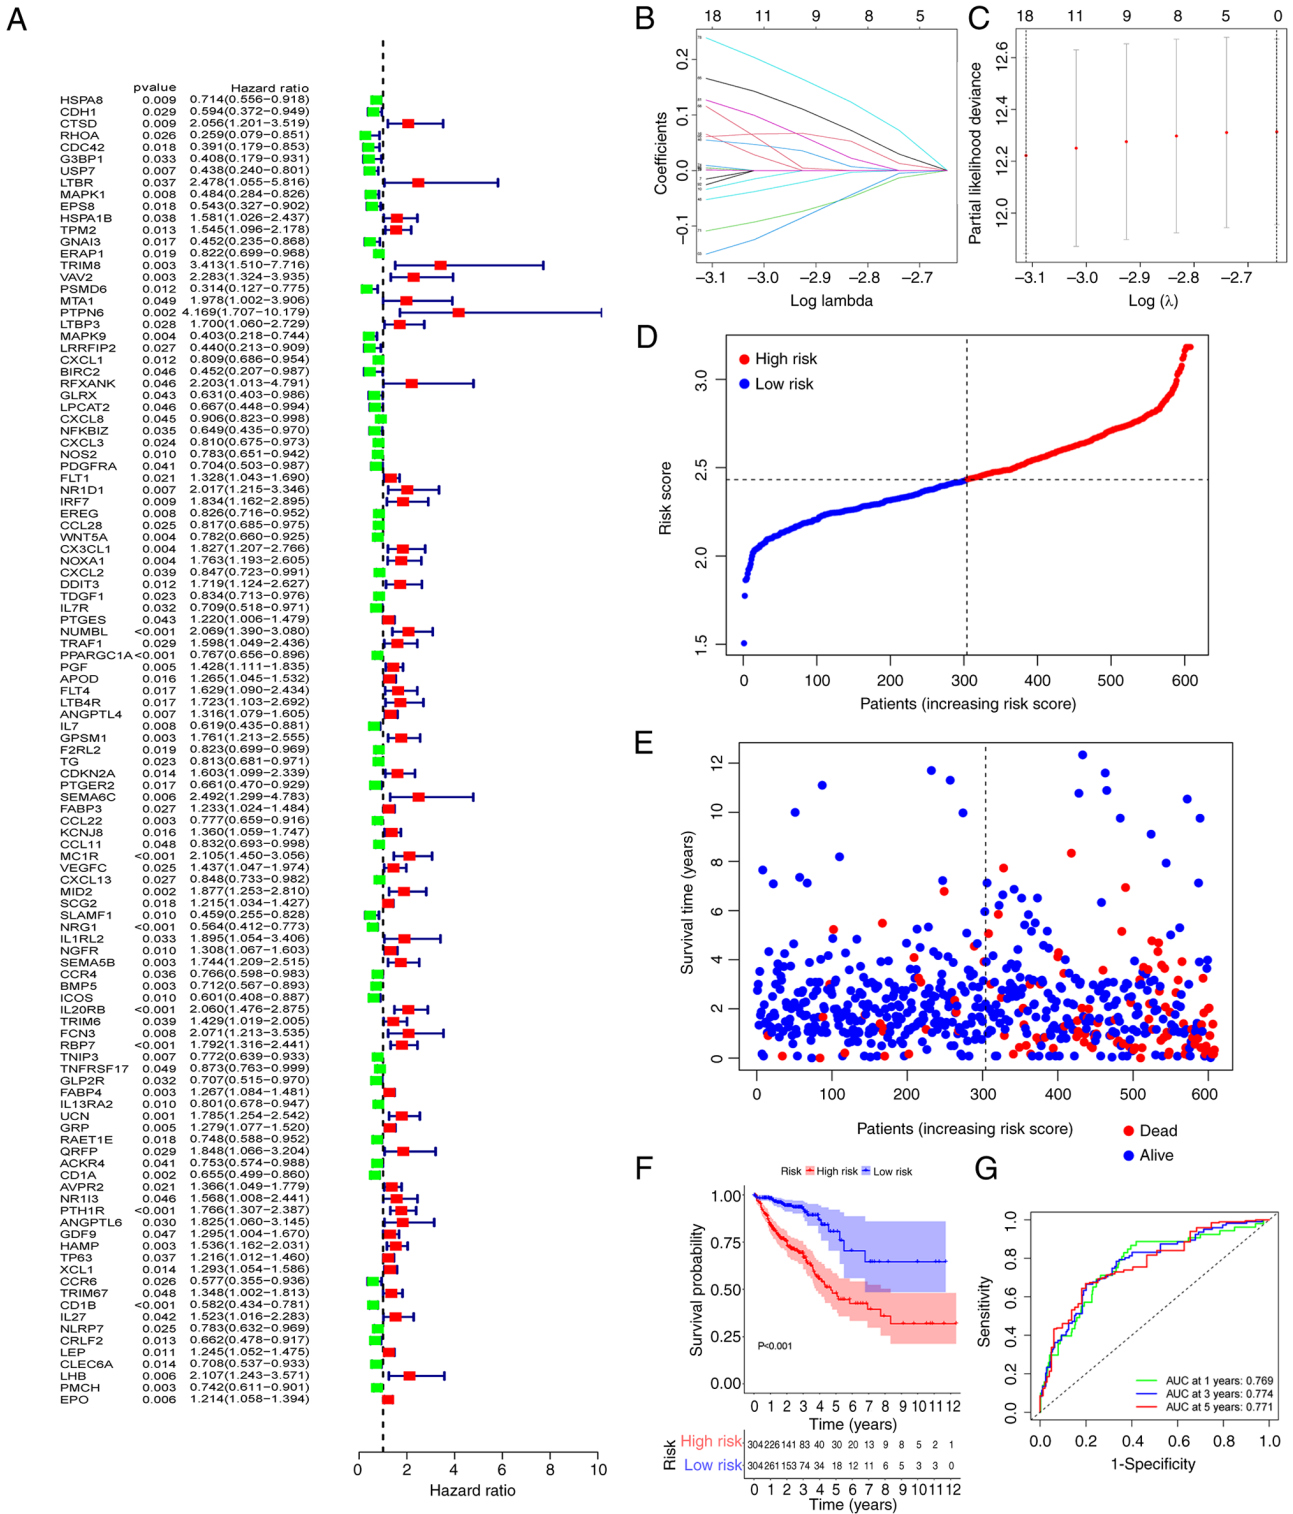 A
pvalue Hazard ratio
HSPA8 0.009 0.714(0.556−0.918)
CDH1 0.029 0.594(0.372−0.949)
CTSD 0.009 2.056(1.201−3.519)
RHOA 0.026 0.259(0.079−0.851)
CDC42 0.018 0.391(0.179−0.853)
G3BP1 0.033 0.408(0.179−0.931)
USP7 0.007 0.438(0.240−0.801)
LTBR 0.037 2.478(1.055−5.816)
MAPK1 0.008 0.484(0.284−0.826)
EPS8 0.018 0.543(0.327−0.902)
HSPA1B 0.038 1.581(1.026−2.437)
TPM2 0.013 1.545(1.096−2.178)
GNAI3 0.017 0.452(0.235−0.868)
ERAP1 0.019 0.822(0.699−0.968)
TRIM8 0.003 3.413(1.510−7.716)
VAV2 0.003 2.283(1.324−3.935)
PSMD6 0.012 0.314(0.127−0.775)
MTA1 0.049 1.978(1.002−3.906)
PTPN6 0.002 4.169(1.707−10.179)
LTBP3 0.028 1.700(1.060−2.729)
MAPK9 0.004 0.403(0.218−0.744)
LRRFIP2 0.027 0.440(0.213−0.909)
CXCL1 0.012 0.809(0.686−0.954)
BIRC2 0.046 0.452(0.207−0.987)
RFXANK 0.046 2.203(1.013−4.791)
GLRX 0.043 0.631(0.403−0.986)
LPCAT2 0.046 0.667(0.448−0.994)
CXCL8 0.045 0.906(0.823−0.998)
NFKBIZ 0.035 0.649(0.435−0.970)
CXCL3 0.024 0.810(0.675−0.973)
NOS2 0.010 0.783(0.651−0.942)
PDGFRA 0.041 0.704(0.503−0.987)
FLT1 0.021 1.328(1.043−1.690)
NR1D1 0.007 2.017(1.215−3.346)
IRF7 0.009 1.834(1.162−2.895)
EREG 0.008 0.826(0.716−0.952)
CCL28 0.025 0.817(0.685−0.975)
WNT5A 0.004 0.782(0.660−0.925)
CX3CL1 0.004 1.827(1.207−2.766)
NOXA1 0.004 1.763(1.193−2.605)
CXCL2 0.039 0.847(0.723−0.991)
DDIT3 0.012 1.719(1.124−2.627)
TDGF1 0.023 0.834(0.713−0.976)
IL7R 0.032 0.709(0.518−0.971)
PTGES 0.043 1.220(1.006−1.479)
NUMBL <0.001 2.069(1.390−3.080)
TRAF1 0.029 1.598(1.049−2.436)
PPARGC1A <0.001 0.767(0.656−0.896)
PGF 0.005 1.428(1.111−1.835)
APOD 0.016 1.265(1.045−1.532)
FLT4 0.017 1.629(1.090−2.434)
LTB4R 0.017 1.723(1.103−2.692)
ANGPTL4 0.007 1.316(1.079−1.605)
IL7 0.008 0.619(0.435−0.881)
GPSM1 0.003 1.761(1.213−2.555)
F2RL2 0.019 0.823(0.699−0.969)
TG 0.023 0.813(0.681−0.971)
CDKN2A 0.014 1.603(1.099−2.339)
PTGER2 0.017 0.661(0.470−0.929)
SEMA6C 0.006 2.492(1.299−4.783)
FABP3 0.027 1.233(1.024−1.484)
CCL22 0.003 0.777(0.659−0.916)
KCNJ8 0.016 1.360(1.059−1.747)
CCL11 0.048 0.832(0.693−0.998)
MC1R <0.001 2.105(1.450−3.056)
VEGFC 0.025 1.437(1.047−1.974)
CXCL13 0.027 0.848(0.733−0.982)
MID2 0.002 1.877(1.253−2.810)
SCG2 0.018 1.215(1.034−1.427)
SLAMF1 0.010 0.459(0.255−0.828)
NRG1 <0.001 0.564(0.412−0.773)
IL1RL2 0.033 1.895(1.054−3.406)
NGFR 0.010 1.308(1.067−1.603)
SEMA5B 0.003 1.744(1.209−2.515)
CCR4 0.036 0.766(0.598−0.983)
BMP5 0.003 0.712(0.567−0.893)
ICOS 0.010 0.601(0.408−0.887)
IL20RB <0.001 2.060(1.476−2.875)
TRIM6 0.039 1.429(1.019−2.005)
FCN3 0.008 2.071(1.213−3.535)
RBP7 <0.001 1.792(1.316−2.441)
TNIP3 0.007 0.772(0.639−0.933)
TNFRSF17 0.049 0.873(0.763−0.999)
GLP2R 0.032 0.707(0.515−0.970)
FABP4 0.003 1.267(1.084−1.481)
IL13RA2 0.010 0.801(0.678−0.947)
UCN 0.001 1.785(1.254−2.542)
GRP 0.005 1.279(1.077−1.520)
RAET1E 0.018 0.748(0.588−0.952)
QRFP 0.029 1.848(1.066−3.204)
ACKR4 0.041 0.753(0.574−0.988)
CD1A 0.002 0.655(0.499−0.860)
AVPR2 0.021 1.366(1.049−1.779)
NR1I3 0.046 1.568(1.008−2.441)
PTH1R <0.001 1.766(1.307−2.387)
ANGPTL6 0.030 1.825(1.060−3.145)
GDF9 0.047 1.295(1.004−1.670)
HAMP 0.003 1.536(1.162−2.031)
TP63 0.037 1.216(1.012−1.460)
XCL1 0.014 1.293(1.054−1.586)
CCR6 0.026 0.577(0.355−0.936)
TRIM67 0.048 1.348(1.002−1.813)
CD1B <0.001 0.582(0.434−0.781)
IL27 0.042 1.523(1.016−2.283)
NLRP7 0.025 0.783(0.632−0.969)
CRLF2 0.013 0.662(0.478−0.917)
LEP 0.011 1.245(1.052−1.475)
CLEC6A 0.014 0.708(0.537−0.933)
LHB 0.006 2.107(1.243−3.571)
PMCH 0.003 0.742(0.611−0.901)
EPO 0.006 1.214(1.058−1.394)
0 2 4 6 8 10
Hazard ratio
B
18 11 9 8 5
Coefficients
0.2
0.1
0.0
−0.1
−3.1 −3.0 −2.9 −2.8 −2.7
Log lambda
C
18 11 9 8 5 0
Partial likelihood deviance
12.6
12.4
12.2
12.0
−3.1 −3.0 −2.9 −2.8 −2.7
Log (λ)
D
High risk
Low risk
Risk score
3.0
2.5
2.0
1.5
0 100 200 300 400 500 600
Patients (increasing risk score)
E
Survival time (years)
12
10
8
6
4
2
0
0 100 200 300 400 500 600
Patients (increasing risk score)
Dead
Alive
F
Risk High risk Low risk
Survival probability
1.00
0.75
0.50
0.25
0.00
P<0.001
0 1 2 3 4 5 6 7 8 9 10 11 12
Time (years)
Risk
High risk 304 226 141 83 40 30 20 13 9 8 5 2 1
Low risk 304 261 153 74 34 18 12 11 6 5 3 3 0
0 1 2 3 4 5 6 7 8 9 10 11 12
Time (years)
G
Sensitivity
1.0
0.8
0.6
0.4
0.2
0.0
AUC at 1 years: 0.769
AUC at 3 years: 0.774
AUC at 5 years: 0.771
0.0 0.2 0.4 0.6 0.8 1.0
1-Specificity